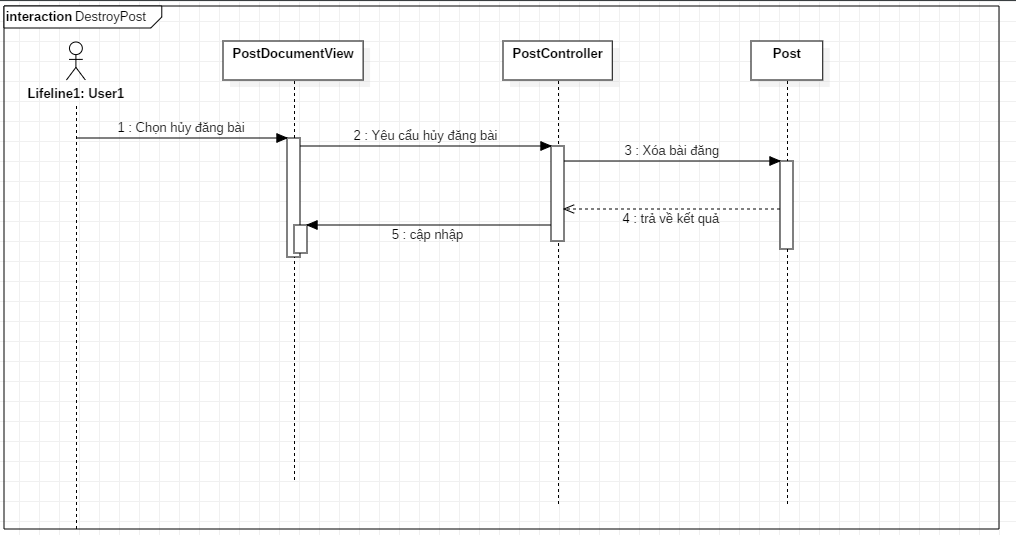 interaction DestroyPost
PostDocumentView
PostController
Post
Lifeline1: User1
1 : Chọn hủy đăng bài
2 : Yêu cẩu hủy đăng bài
3 : Xóa bài đăng
4 : trả về kết quả
5 : cập nhập